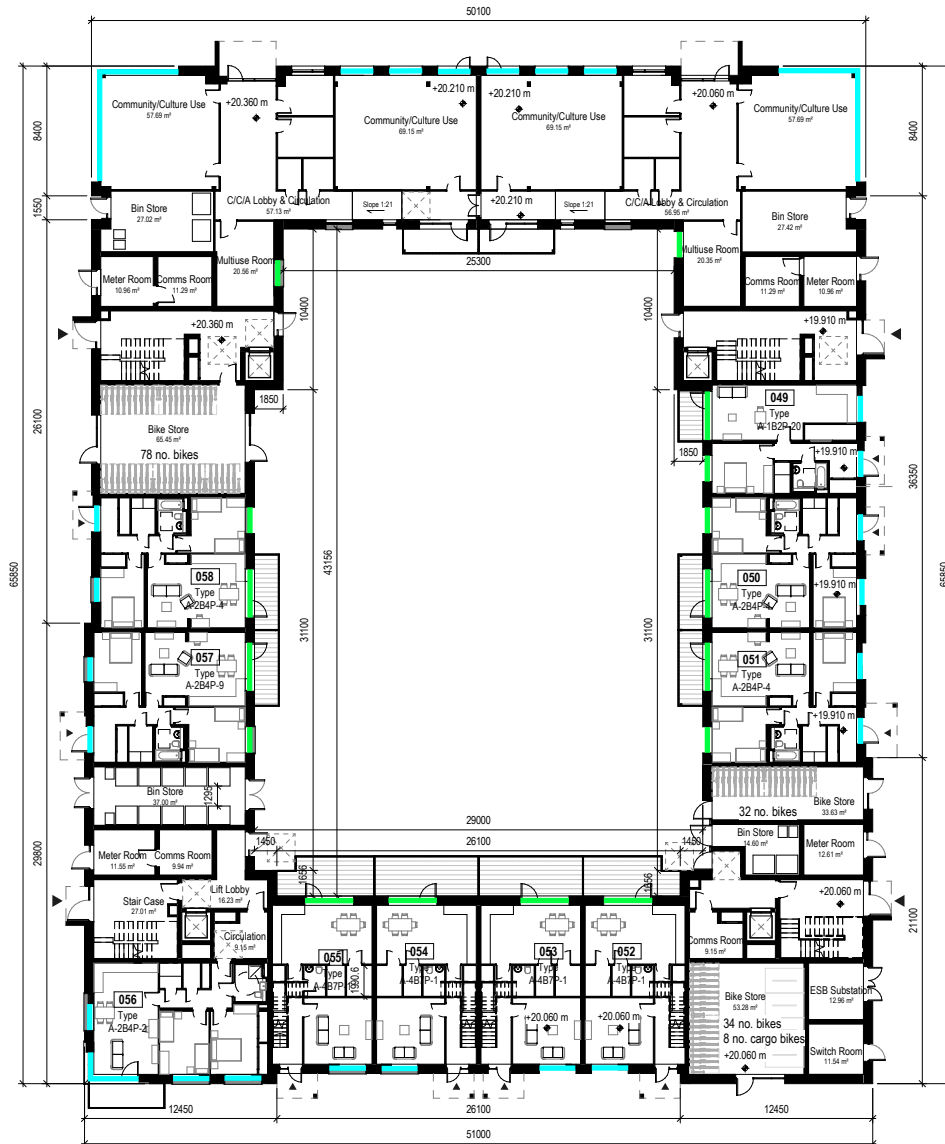 50100
+20.360 m
+20.210 m
+20.210 m
+20.060 m
Community/Culture Use
57.69 m²
Community/Culture Use
69.15 m²
Community/Culture Use
69.15 m²
Community/Culture Use
57.69 m²
8400
8400
1550
Bin Store
27.02 m²
C/C/A Lobby & Circulation
57.13 m²
Slope 1:21
+20.210 m
Slope 1:21
C/C/A Lobby & Circulation
56.95 m²
Bin Store
27.42 m²
Multiuse Room
20.56 m²
25300
Multiuse Room
20.35 m²
Meter Room
10.96 m²
Comms Room
11.29 m²
Comms Room
11.29 m²
Meter Room
10.96 m²
10400
10400
+20.360 m
+19.910 m
1850
26100
Bike Store
65.45 m²
78 no. bikes
049
Type
A-1B2P-20
1850
+19.910 m
36350
65850
43156
65850
058
Type
A-2B4P-4
31100
31100
050
Type
A-2B4P-4
+19.910 m
057
Type
A-2B4P-9
051
Type
A-2B4P-4
+19.910 m
Bin Store
37.00 m²
1295
32 no. bikes
Bike Store
33.63 m²
29000
1450
26100
1450
29800
Meter Room
11.55 m²
Comms Room
9.94 m²
Bin Store
14.60 m²
Meter Room
12.61 m²
Lift Lobby
16.23 m²
1656
1656
Stair Case
27.01 m²
+20.060 m
21100
Circulation
9.15 m²
Comms Room
9.15 m²
055
Type
A-4B7P-1
1990.6
054
Type
A-4B7P-1
053
Type
A-4B7P-1
052
Type
A-4B7P-1
056
Type
A-2B4P-2
Bike Store
53.28 m²
34 no. bikes
8 no. cargo bikes
+20.060 m
ESB Substation
12.96 m²
+20.060 m
+20.060 m
Switch Room
11.54 m²
12450
26100
12450
51000